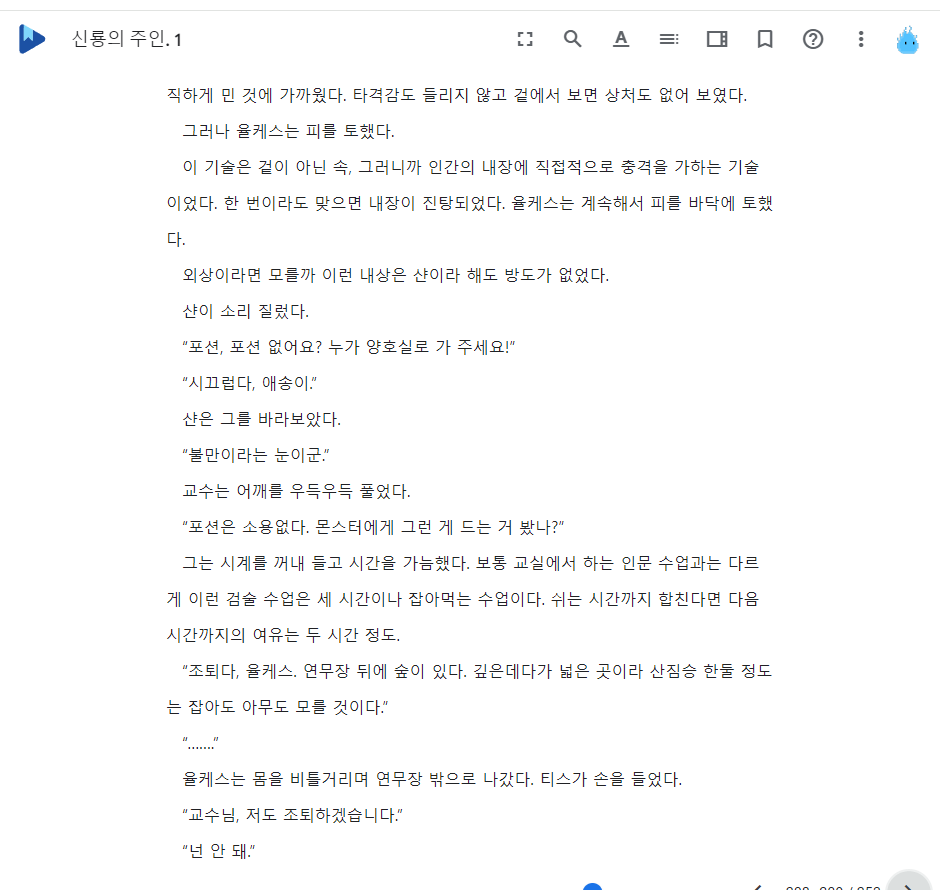 신룡의 주인. 1
직하게 민 것에 가까웠다. 타격감도 들리지 않고 겉에서 보면 상처도 없어 보였다.
그러나 율케스는 피를 토했다.
이 기술은 겉이 아닌 속, 그러니까 인간의 내장에 직접적으로 충격을 가하는 기술
이었다. 한 번이라도 맞으면 내장이 진탕되었다. 율케스는 계속해서 피를 바닥에 토했
다.
외상이라면 모를까 이런 내상은 샨이라 해도 방도가 없었다.
샨이 소리 질렀다.
“포션, 포션 없어요? 누가 양호실로 가 주세요!”
“시끄럽다, 애송이.”
샨은 그를 바라보았다.
“불만이라는 눈이군.”
교수는 어깨를 우득우득 풀었다.
“포션은 소용없다. 몬스터에게 그런 게 드는 거 봤나?”
그는 시계를 꺼내 들고 시간을 가늠했다. 보통 교실에서 하는 인문 수업과는 다르
게 이런 검술 수업은 세 시간이나 잡아먹는 수업이다. 쉬는 시간까지 합친다면 다음
시간까지의 여유는 두 시간 정도.
“조퇴다, 율케스. 연무장 뒤에 숲이 있다. 깊은데다가 넓은 곳이라 산짐승 한둘 정도
는 잡아도 아무도 모를 것이다.”
“…….”
율케스는 몸을 비틀거리며 연무장 밖으로 나갔다. 티스가 손을 들었다.
“교수님, 저도 조퇴하겠습니다.”
“넌 안 돼.”